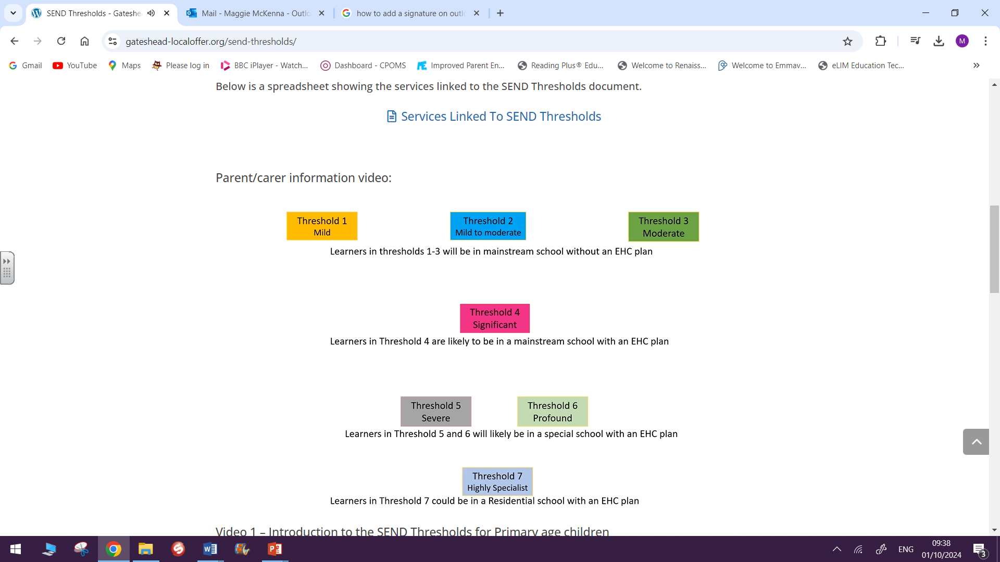 SEND Thresholds - Gateshe
Mail - Maggie McKenna - Outlo
how to add a signature on outl
gateshead-localoffer.org/send-thresholds/
M
Gmail
YouTube
Maps
Please log in
BBC iPlayer - Watch...
Dashboard - CPOMS
Improved Parent En...
Reading Plus® Edu...
Welcome to Renaiss...
Welcome to Emmav...
eLIM Education Tec...
Below is a spreadsheet showing the services linked to the SEND Thresholds document.
Services Linked To SEND Thresholds
Parent/carer information video:
Threshold 1
Mild
Threshold 2
Mild to moderate
Threshold 3
Moderate
Learners in thresholds 1-3 will be in mainstream school without an EHC plan
Threshold 4
Significant
Learners in Threshold 4 are likely to be in a mainstream school with an EHC plan
Threshold 5
Severe
Threshold 6
Profound
Learners in Threshold 5 and 6 will likely be in a special school with an EHC plan
Threshold 7
Highly Specialist
Learners in Threshold 7 could be in a Residential school with an EHC plan
Video 1 – Introduction to the SEND Thresholds for Primary age children
ENG
09:38
01/10/2024
3